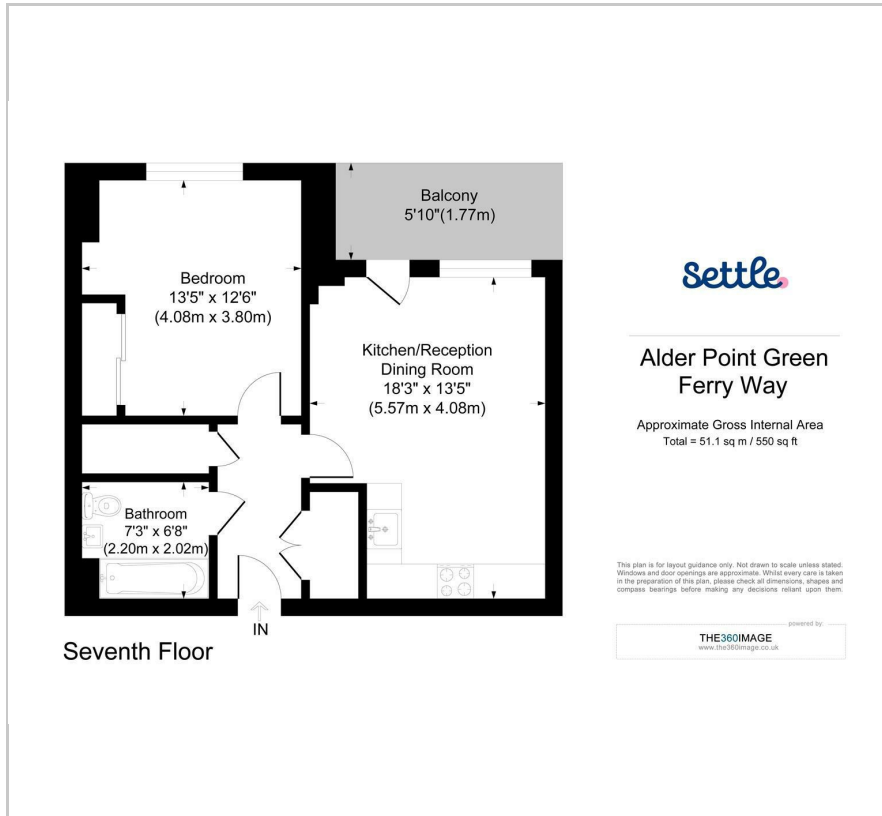 Balcony
5'10"(1.77m)
Bedroom
13'5" x 12'6"
(4.08m x 3.80m)
Kitchen/Reception
Dining Room
18'3" x 13'5"
(5.57m x 4.08m)
Bathroom
7'3" x 6'8"
(2.20m x 2.02m)
IN
Seventh Floor
Settle
Alder Point Green
Ferry Way
Approximate Gross Internal Area
Total = 51.1 sq m / 550 sq ft
This plan is for layout guidance only. Not drawn to scale unless stated.
Windows and door openings are approximate. Whilst every care is taken
in the preparation of this plan, please check all dimensions, shapes and
compass bearings before making any decisions reliant upon them.
powered by:
THE360IMAGE
www.the360image.co.uk